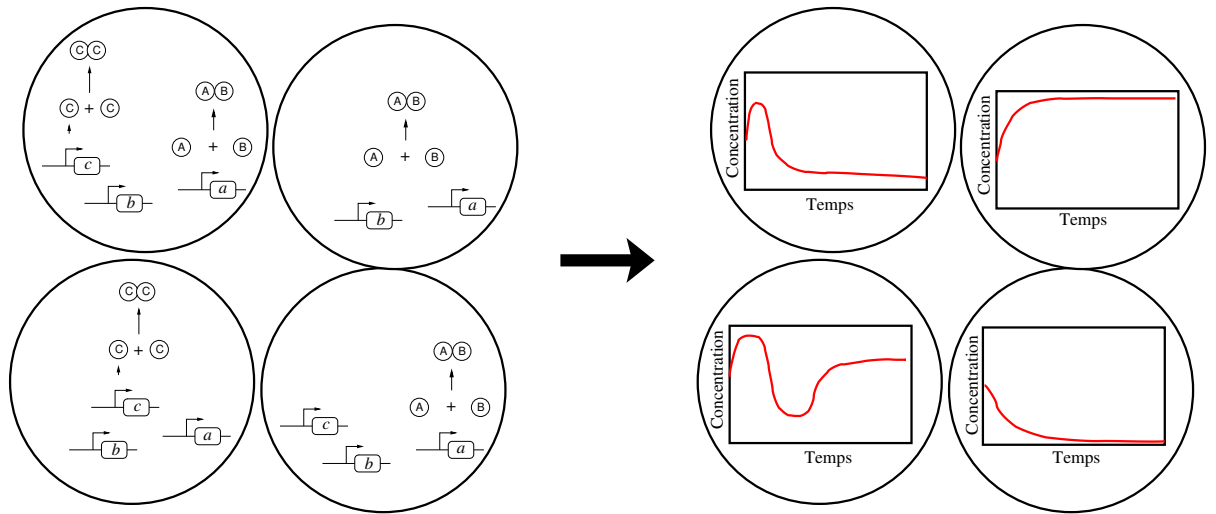 C C
C + C
c
b
A B
A + B
a
A B
A + B
b
a
C C
C + C
c
b
a
A B
A + B
c
b
a
Concentration
Temps
Concentration
Temps
Concentration
Temps
Concentration
Temps